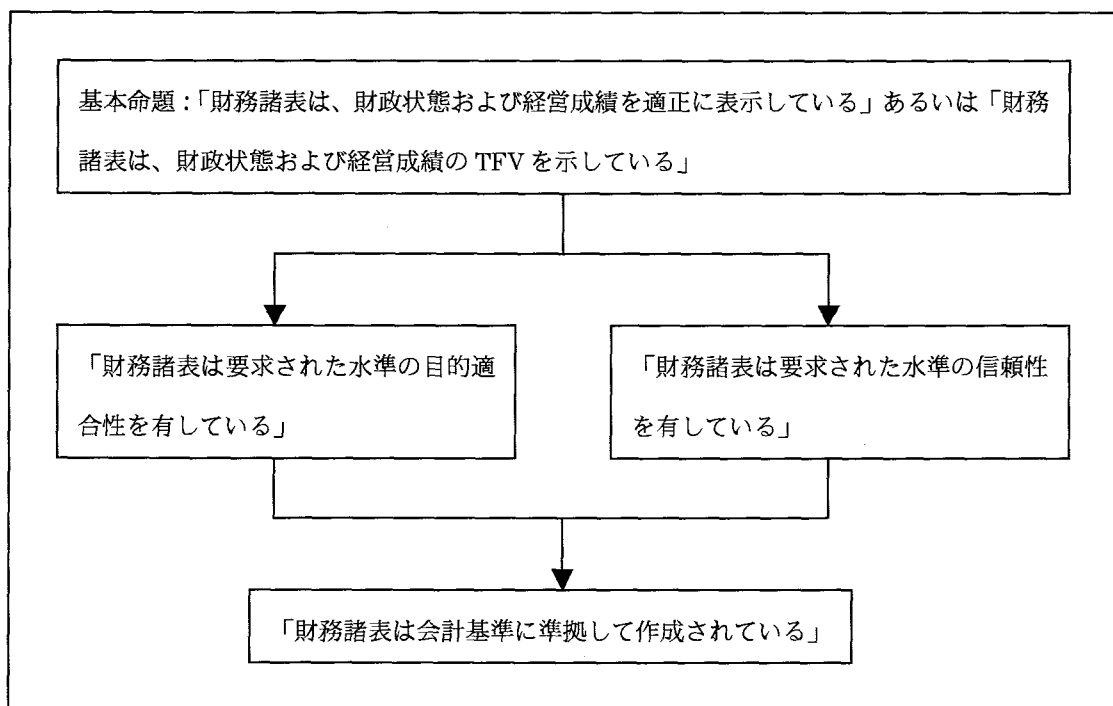 基本命題:「財務諸表は、財政状態および経営成績を適正に表示している」あるいは「財務
諸表は、財政状態および経営成績の TFV を示している」
「財務諸表は要求された水準の目的適
合性を有している」
「財務諸表は要求された水準の信頼性
を有している」
「財務諸表は会計基準に準拠して作成されている」